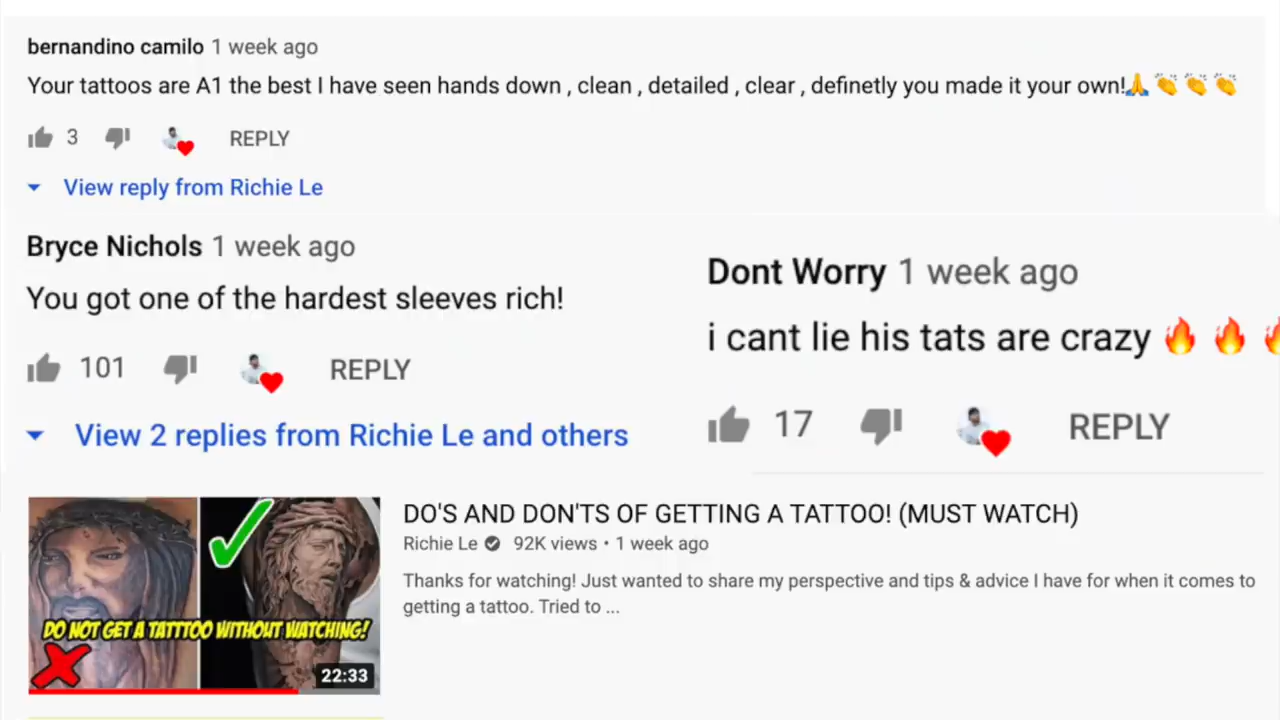 bernandino camilo 1 week ago
Your tattoos are A1 the best I have seen hands down , clean , detailed , clear , definetly you made it your own!🙏 👏 👏 👏
3 REPLY
View reply from Richie Le
Bryce Nichols 1 week ago
You got one of the hardest sleeves rich!
101 REPLY
View 2 replies from Richie Le and others
Dont Worry 1 week ago
i cant lie his tats are crazy 🔥 🔥 🔥
17 REPLY
DO NOT GET A TATTTOO WITHOUT WATCHING!
22:33
DO'S AND DON'TS OF GETTING A TATTOO! (MUST WATCH)
Richie Le 92K views • 1 week ago
Thanks for watching! Just wanted to share my perspective and tips & advice I have for when it comes to
getting a tattoo. Tried to ...